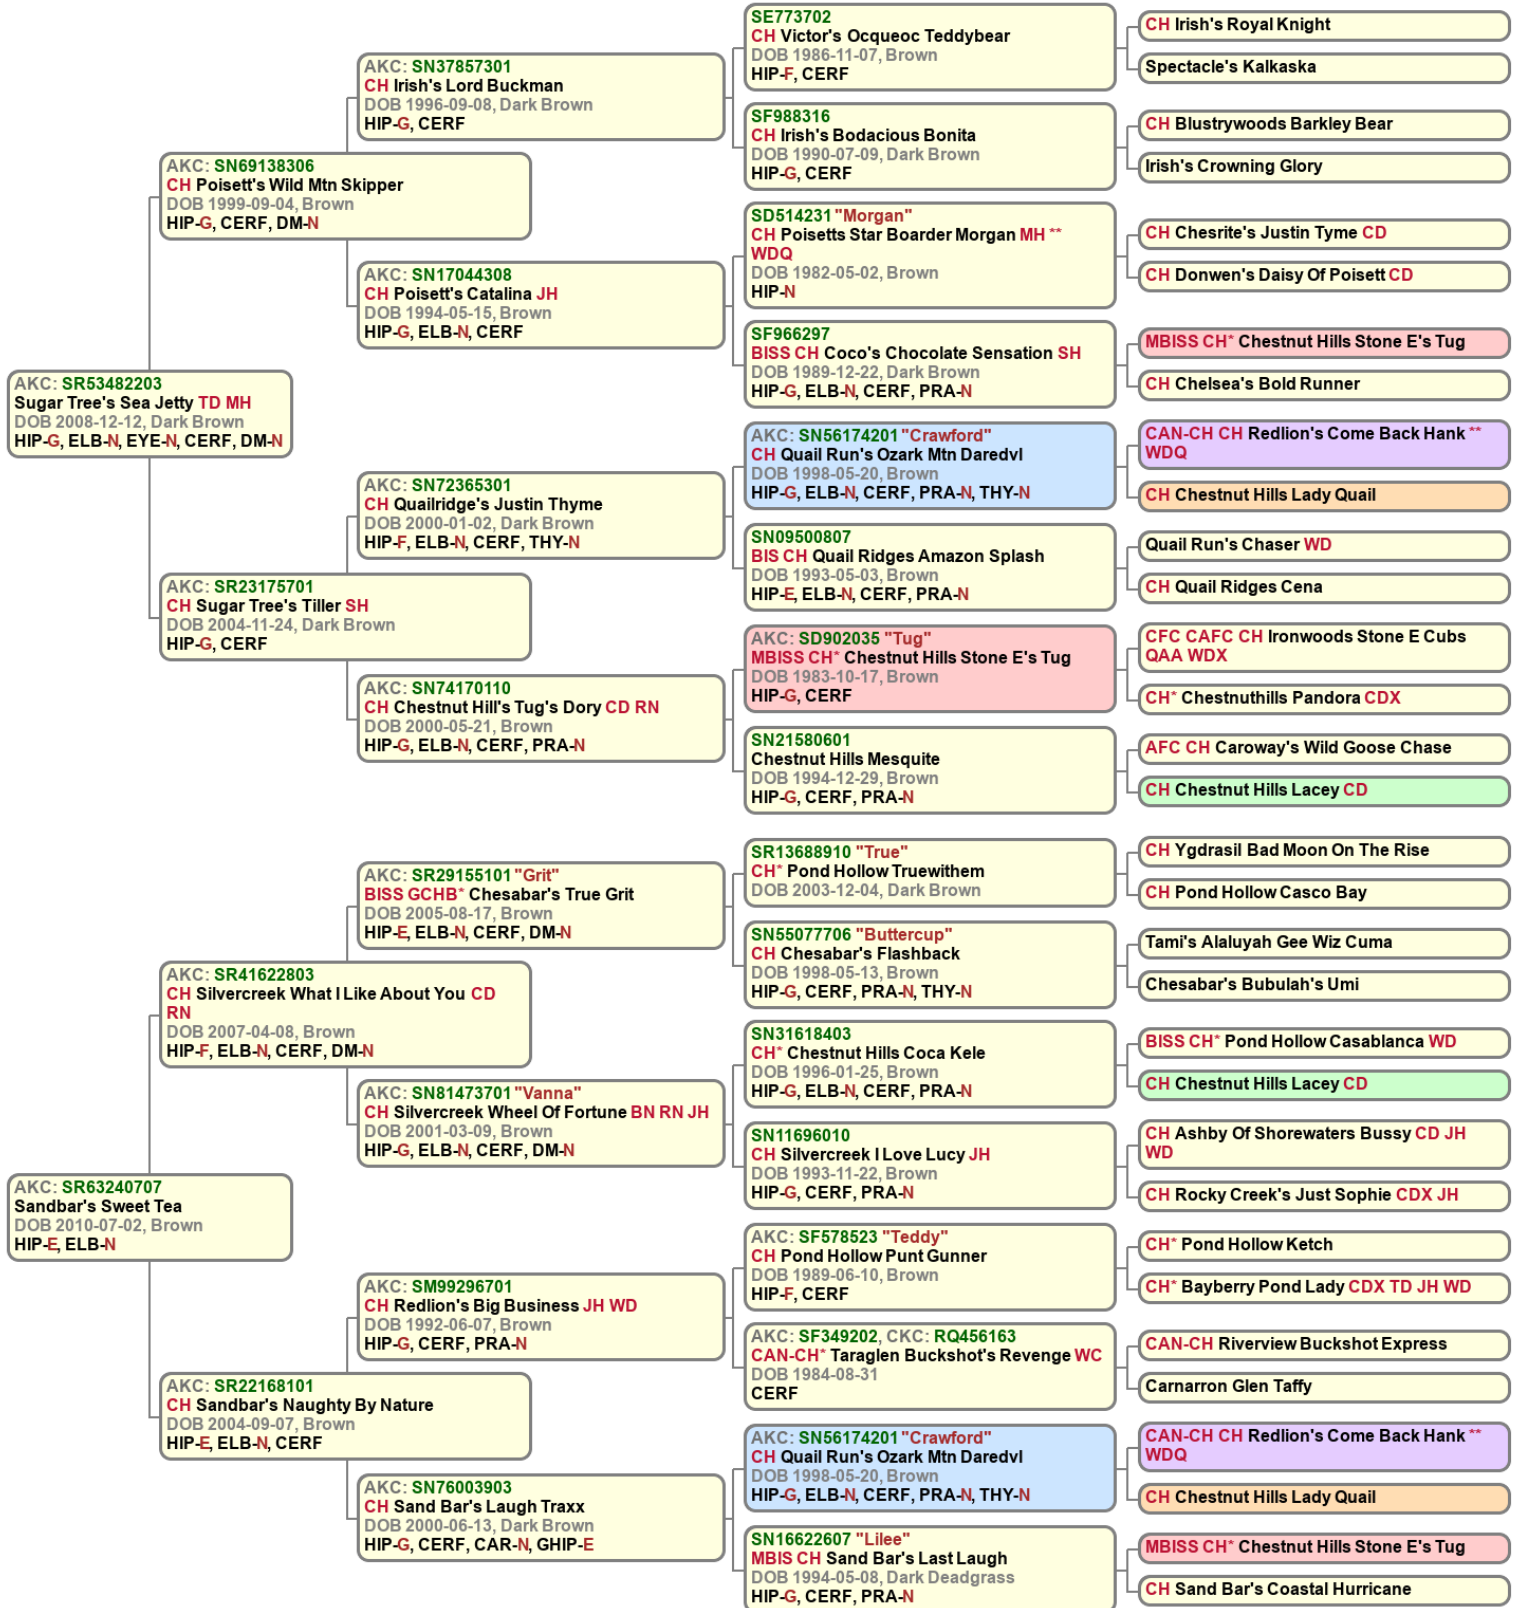 AKC: SR53482203
Sugar Tree's Sea Jetty TD MH
DOB 2008-12-12, Dark Brown
HIP-G, ELB-N, EYE-N, CERF, DM-N
AKC: SR63240707
Sandbar's Sweet Tea
DOB 2010-07-02, Brown
HIP-E, ELB-N
AKC: SN69138306
CH Poisett's Wild Mtn Skipper
DOB 1999-09-04, Brown
HIP-G, CERF, DM-N
AKC: SR23175701
CH Sugar Tree's Tiller SH
DOB 2004-11-24, Dark Brown
HIP-G, CERF
AKC: SR41622803
CH Silvercreek What I Like About You CD
RN
DOB 2007-04-08, Brown
HIP-F, ELB-N, CERF, DM-N
AKC: SR22168101
CH Sandbar's Naughty By Nature
DOB 2004-09-07, Brown
HIP-E, ELB-N, CERF
AKC: SN37857301
CH Irish's Lord Buckman
DOB 1996-09-08, Dark Brown
HIP-G, CERF
AKC: SN17044308
CH Poisett's Catalina JH
DOB 1994-05-15, Brown
HIP-G, ELB-N, CERF
AKC: SN72365301
CH Quailridge's Justin Thyme
DOB 2000-01-02, Dark Brown
HIP-F, ELB-N, CERF, THY-N
AKC: SN74170110
CH Chestnut Hill's Tug's Dory CD RN
DOB 2000-05-21, Brown
HIP-G, ELB-N, CERF, PRA-N
AKC: SR29155101 "Grit"
BISS GCHB* Chesabar's True Grit
DOB 2005-08-17, Brown
HIP-E, ELB-N, CERF, DM-N
AKC: SN81473701 "Vanna"
CH Silvercreek Wheel Of Fortune BN RN JH
DOB 2001-03-09, Brown
HIP-G, ELB-N, CERF, DM-N
AKC: SM99296701
CH Redlion's Big Business JH WD
DOB 1992-06-07, Brown
HIP-G, CERF, PRA-N
AKC: SN76003903
CH Sand Bar's Laugh Traxx
DOB 2000-06-13, Dark Brown
HIP-G, CERF, CAR-N, GHIP-E
SE773702
CH Victor's Ocqueoc Teddybear
DOB 1986-11-07, Brown
HIP-F, CERF
SF988316
CH Irish's Bodacious Bonita
DOB 1990-07-09, Dark Brown
HIP-G, CERF
SD514231 "Morgan"
CH Poisetts Star Boarder Morgan MH **
WDQ
DOB 1982-05-02, Brown
HIP-N
SF966297
BISS CH Coco's Chocolate Sensation SH
DOB 1989-12-22, Dark Brown
HIP-G, ELB-N, CERF, PRA-N
AKC: SN56174201 "Crawford"
CH Quail Run's Ozark Mtn Daredvl
DOB 1998-05-20, Brown
HIP-G, ELB-N, CERF, PRA-N, THY-N
SN09500807
BIS CH Quail Ridges Amazon Splash
DOB 1993-05-03, Brown
HIP-E, ELB-N, CERF, PRA-N
AKC: SD902035 "Tug"
MBISS CH* Chestnut Hills Stone E's Tug
DOB 1983-10-17, Brown
HIP-G, CERF
SN21580601
Chestnut Hills Mesquite
DOB 1994-12-29, Brown
HIP-G, CERF, PRA-N
SR13688910 "True"
CH* Pond Hollow Truewithem
DOB 2003-12-04, Dark Brown
SN55077706 "Buttercup"
CH Chesabar's Flashback
DOB 1998-05-13, Brown
HIP-G, CERF, PRA-N, THY-N
SN31618403
CH* Chestnut Hills Coca Kele
DOB 1996-01-25, Brown
HIP-G, ELB-N, CERF, PRA-N
SN11696010
CH Silvercreek I Love Lucy JH
DOB 1993-11-22, Brown
HIP-G, CERF, PRA-N
AKC: SF578523 "Teddy"
CH Pond Hollow Punt Gunner
DOB 1989-06-10, Brown
HIP-F, CERF
AKC: SF349202, CKC: RQ456163
CAN-CH* Taraglen Buckshot's Revenge WC
DOB 1984-08-31
CERF
AKC: SN56174201 "Crawford"
CH Quail Run's Ozark Mtn Daredvl
DOB 1998-05-20, Brown
HIP-G, ELB-N, CERF, PRA-N, THY-N
SN16622607 "Lilee"
MBIS CH Sand Bar's Last Laugh
DOB 1994-05-08, Dark Deadgrass
HIP-G, CERF, PRA-N
CH Irish's Royal Knight
Spectacle's Kalkaska
CH Blustrywoods Barkley Bear
Irish's Crowning Glory
CH Chesrite's Justin Tyme CD
CH Donwen's Daisy Of Poisett CD
MBISS CH* Chestnut Hills Stone E's Tug
CH Chelsea's Bold Runner
CAN-CH CH Redlion's Come Back Hank **
WDQ
CH Chestnut Hills Lady Quail
Quail Run's Chaser WD
CH Quail Ridges Cena
CFC CAFC CH Ironwoods Stone E Cubs
QAA WDX
CH* Chestnuthills Pandora CDX
AFC CH Caroway's Wild Goose Chase
CH Chestnut Hills Lacey CD
CH Ygdrasil Bad Moon On The Rise
CH Pond Hollow Casco Bay
Tami's Alaluyah Gee Wiz Cuma
Chesabar's Bubulah's Umi
BISS CH* Pond Hollow Casablanca WD
CH Chestnut Hills Lacey CD
CH Ashby Of Shorewaters Bussy CD JH
WD
CH Rocky Creek's Just Sophie CDX JH
CH* Pond Hollow Ketch
CH* Bayberry Pond Lady CDX TD JH WD
CAN-CH Riverview Buckshot Express
Carnarron Glen Taffy
CAN-CH CH Redlion's Come Back Hank **
WDQ
CH Chestnut Hills Lady Quail
MBISS CH* Chestnut Hills Stone E's Tug
CH Sand Bar's Coastal Hurricane